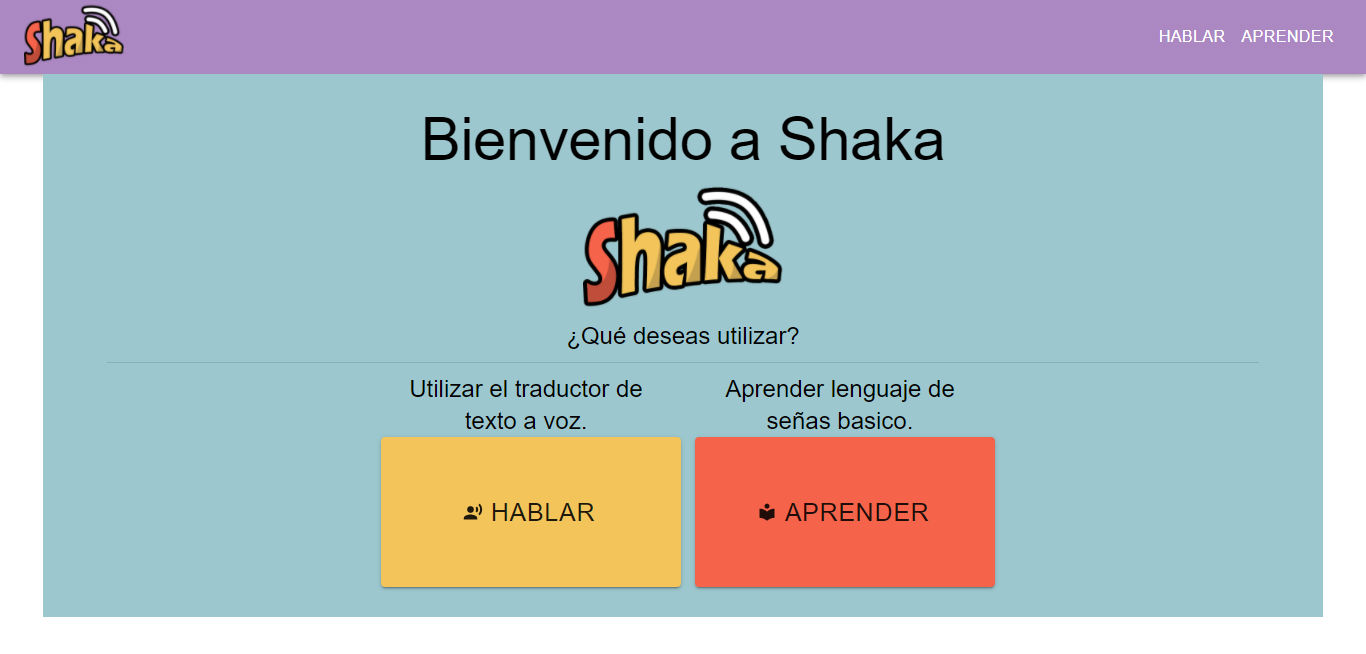 Shaka
HABLAR APRENDER
Bienvenido a Shaka
Shaka
¿Qué deseas utilizar?
Utilizar el traductor de
texto a voz.
Aprender lenguaje de
señas basico.
HABLAR
APRENDER